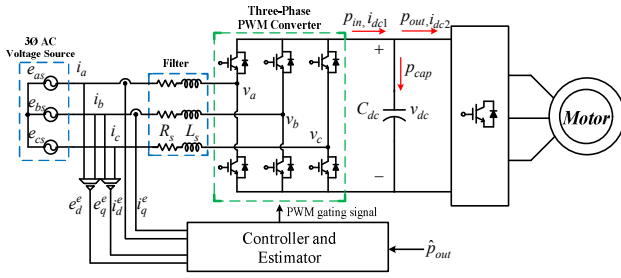 Three-Phase
PWM Converter
p_in, i_dc1
p_out, i_dc2
3Ø AC
Voltage Source
Filter
e_as
i_a
e_bs
i_b
e_cs
i_c
R_s
L_s
v_a
v_b
v_c
+
p_cap
C_dc
v_dc
−
Motor
e_d^e
e_q^e
i_d^e
i_q^e
PWM gating signal
Controller and
Estimator
p̂_out